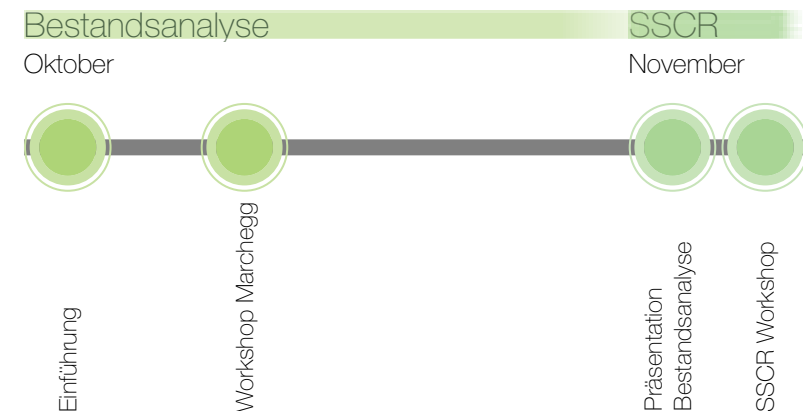 Bestandsanalyse
SSCR
Oktober
November
Einführung
Workshop Marchegg
Präsentation
Bestandsanalyse
SSCR Workshop